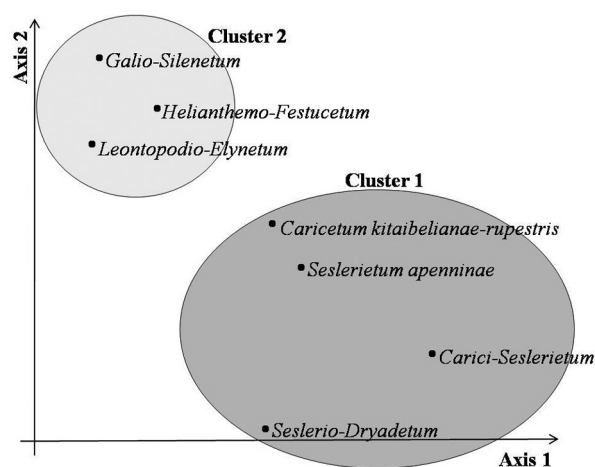 Axis 2
Cluster 2
Galio-Silenetum
Helianthemo-Festucetum
Leontopodio-Elynetum
Cluster 1
Caricetum kitaibelianae-rupestris
Seslerietum apenninae
Carici-Seslerietum
Seslerio-Dryadetum
Axis 1